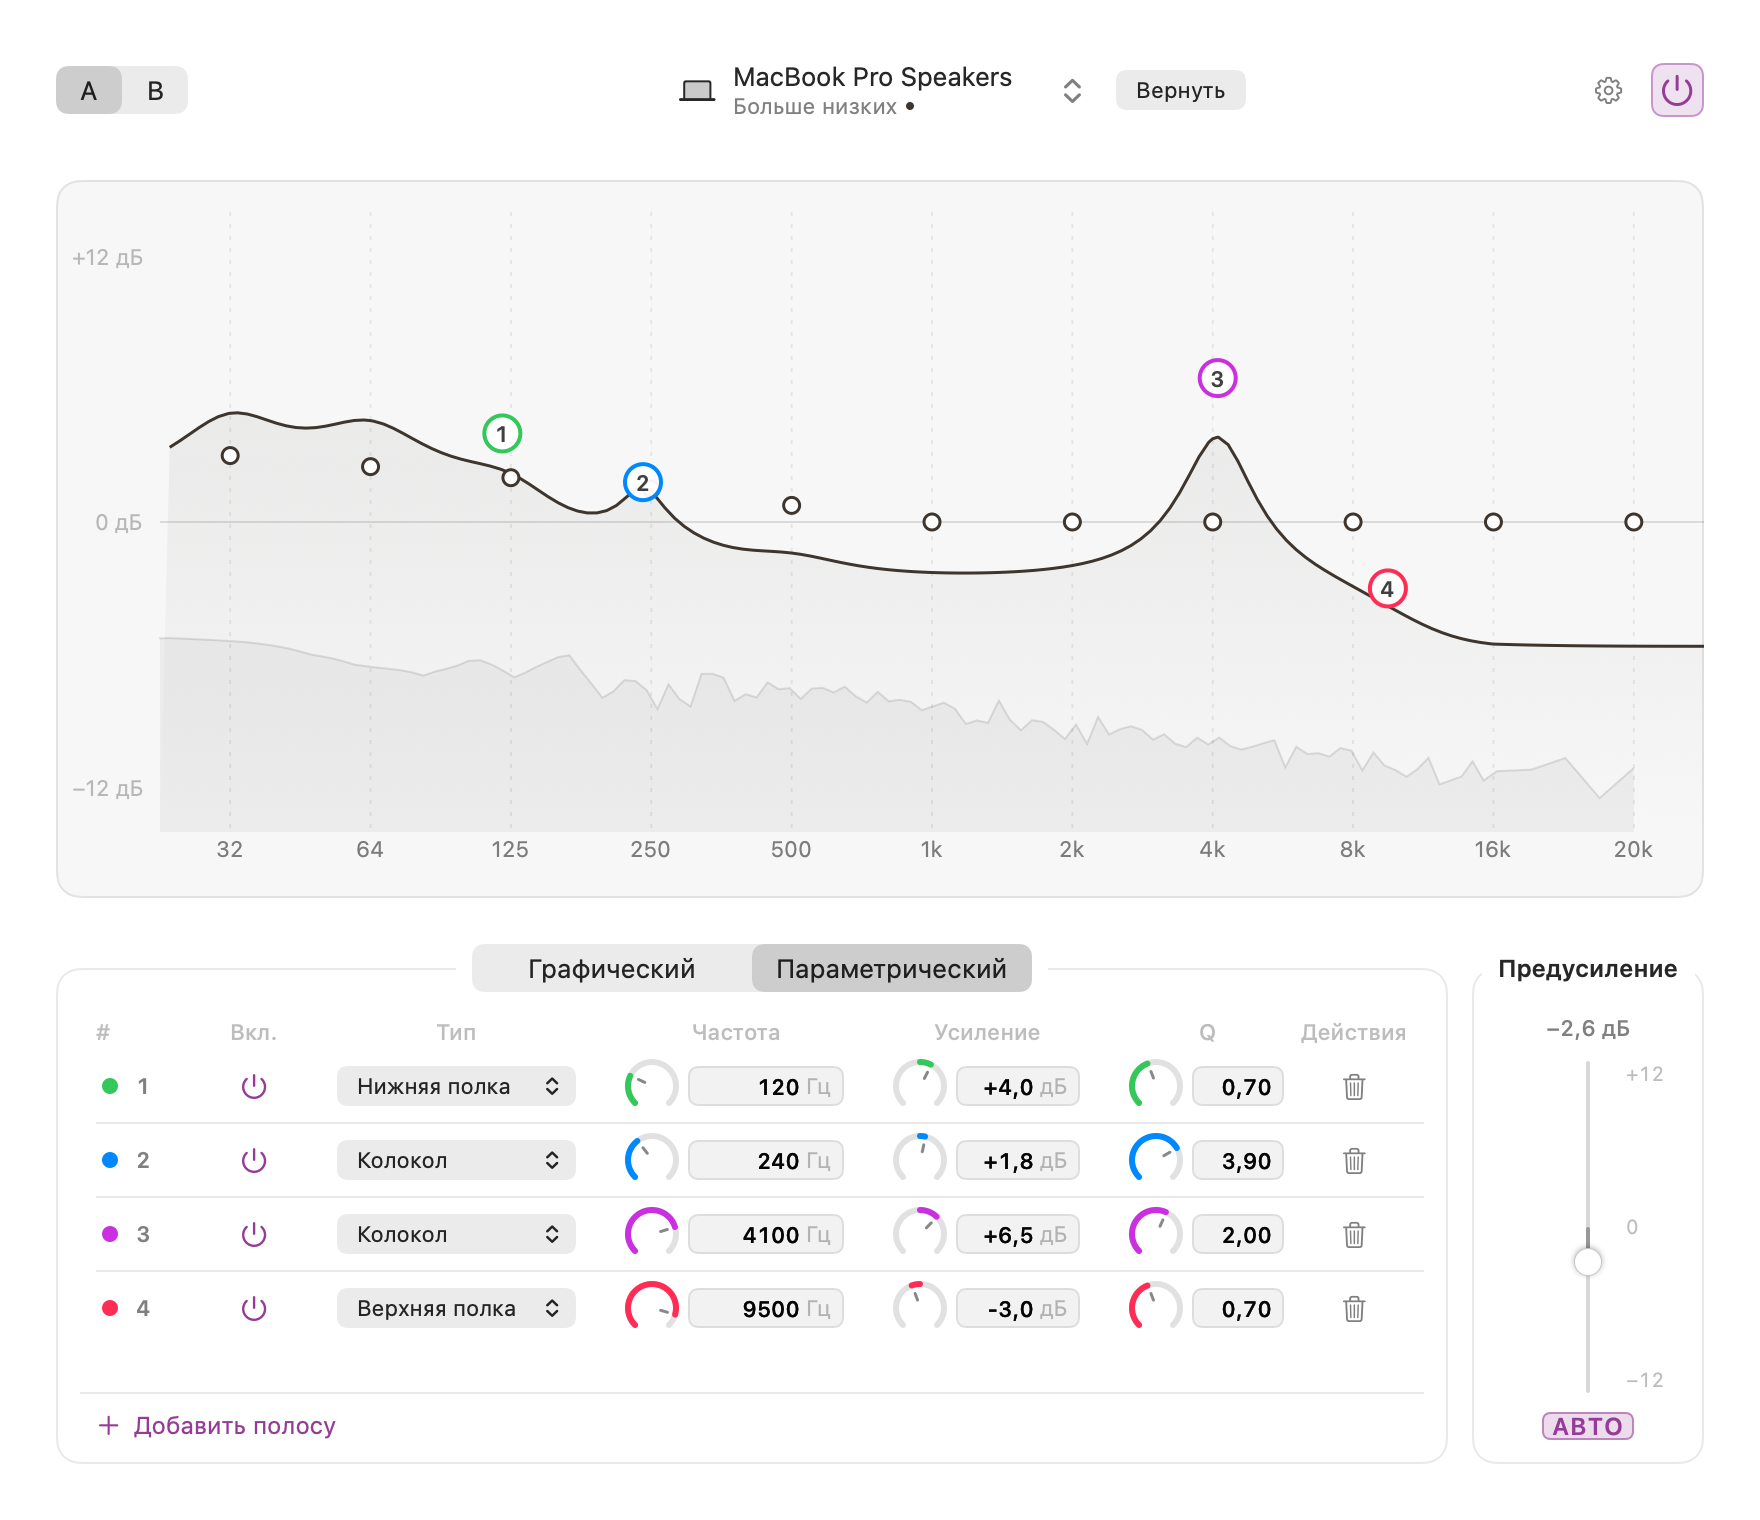 A B
MacBook Pro Speakers
Больше низких •
Вернуть
+12 дБ
0 дБ
−12 дБ
1
2
3
4
32 64 125 250 500 1k 2k 4k 8k 16k 20k
Графический Параметрический
# Вкл. Тип Частота Усиление Q Действия
1 Нижняя полка 120 Гц +4,0 дБ 0,70
2 Колокол 240 Гц +1,8 дБ 3,90
3 Колокол 4100 Гц +6,5 дБ 2,00
4 Верхняя полка 9500 Гц -3,0 дБ 0,70
+ Добавить полосу
Предусиление
−2,6 дБ
+12
0
−12
АВТО